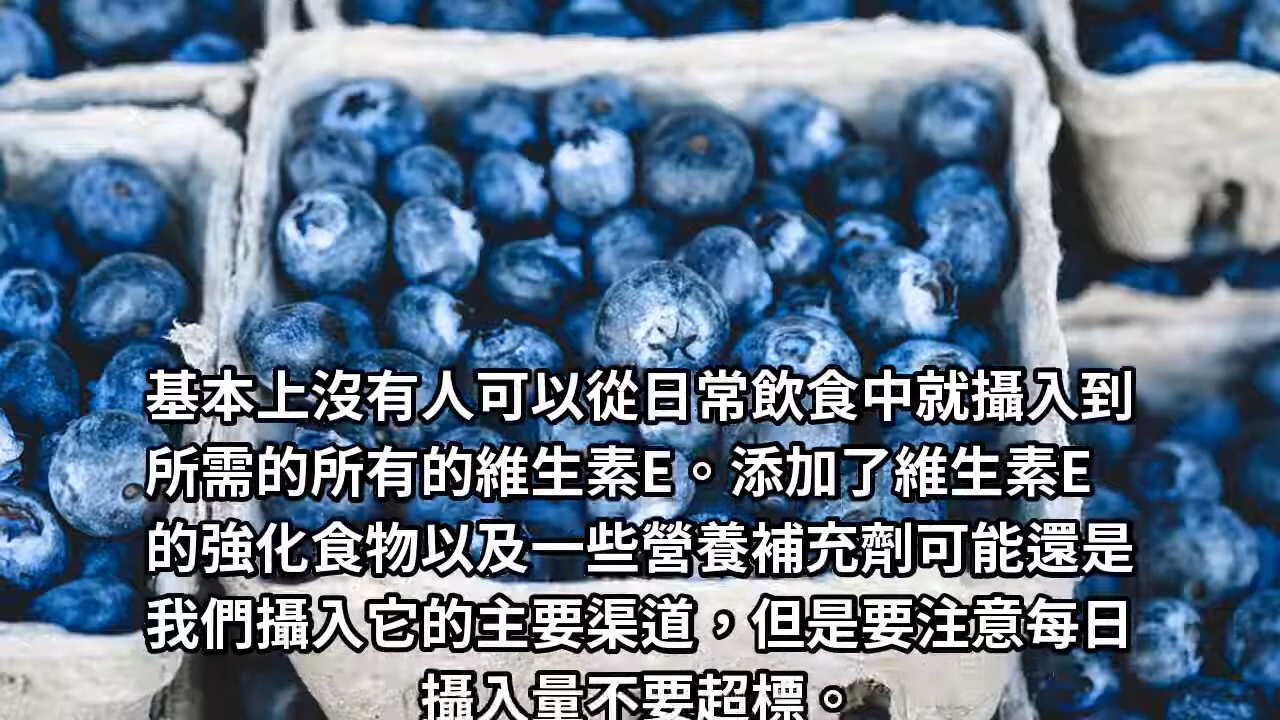 基本上沒有人可以從日常飲食中就攝入到
所需的所有的維生素E。添加了維生素E
的強化食物以及一些營養補充劑可能還是
我們攝入它的主要渠道，但是要注意每日
攝入量不要超標。